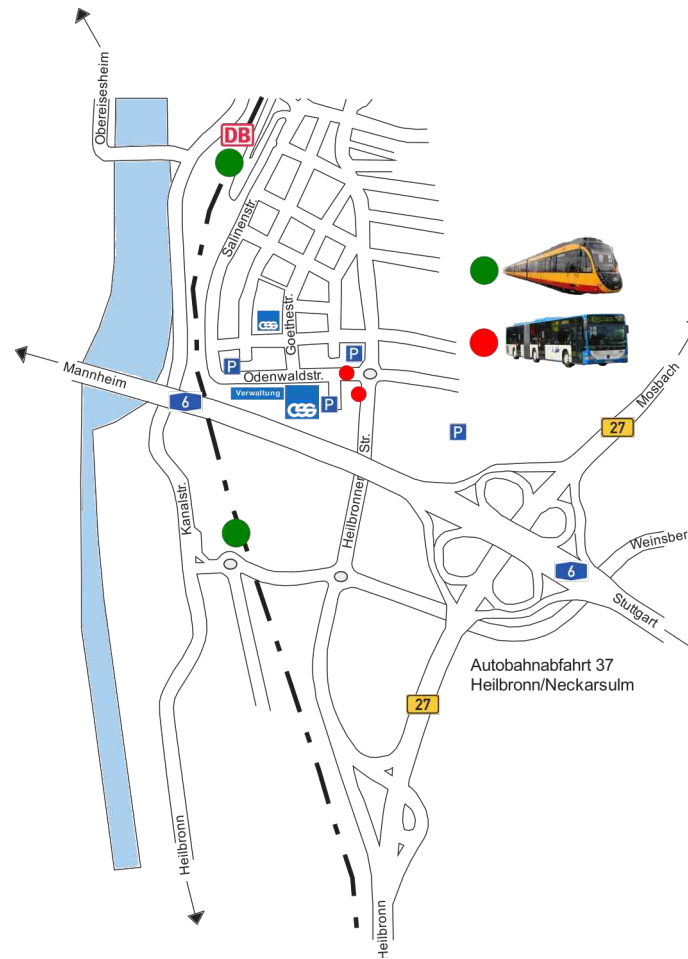 Obereisesheim
DB
Salinenstr.
Goethestr.
P
P
Odenwaldstr.
Mannheim
6
Verwaltung
P
Mosbach
27
P
Heilbronner Str.
Kanalstr.
Weinsber
6
Stuttgart
Autobahnabfahrt 37
Heilbronn/Neckarsulm
27
Heilbronn
Heilbronn